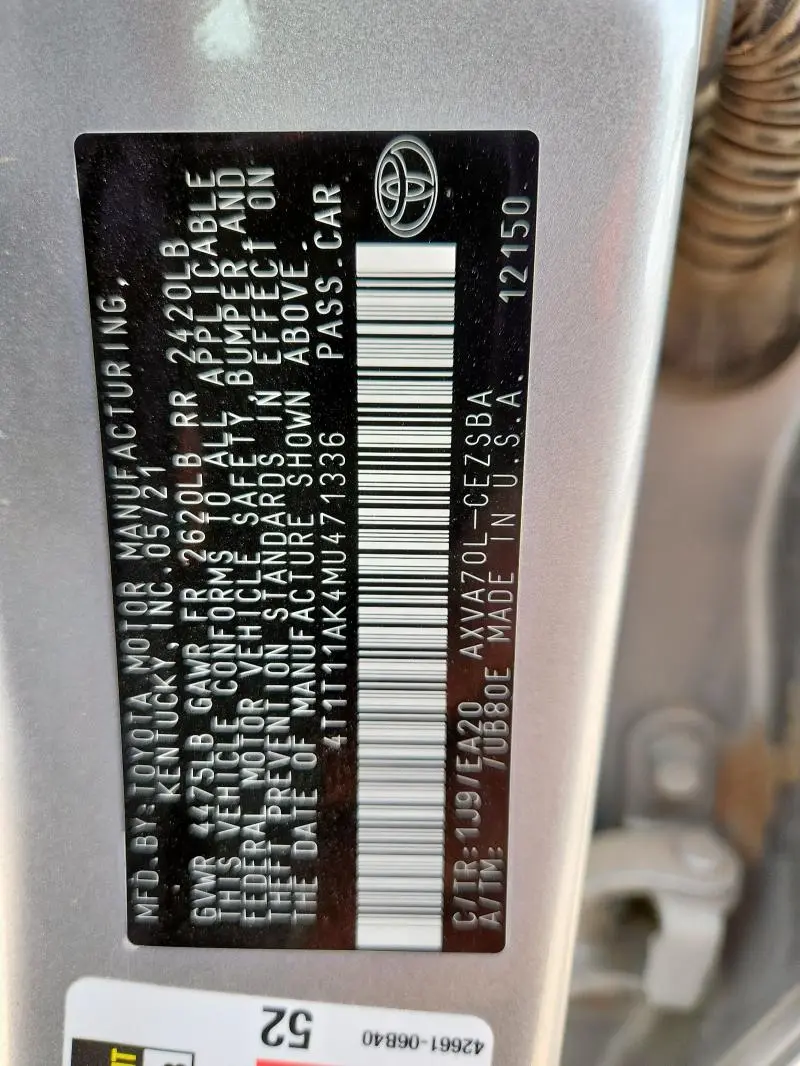 MFD.BY:TOYOTA MOTOR MANUFACTURING,
KENTUCKY, INC.05/21
GVWR 4475LB GAWR FR 2620LB RR 2420LB
THIS VEHICLE CONFORMS TO ALL APPLICABLE
FEDERAL MOTOR VEHICLE SAFETY,BUMPER AND
THEFT PREVENTION STANDARDS IN EFFECT ON
THE DATE OF MANUFACTURE SHOWN ABOVE.
4T1T11AK4MU471336 PASS.CAR
C/TR:1J9/EA20 AXVA70L-CEZSBA 12150
A/TM: /UB80E MADE IN U.S.A.
52
42661-06B40